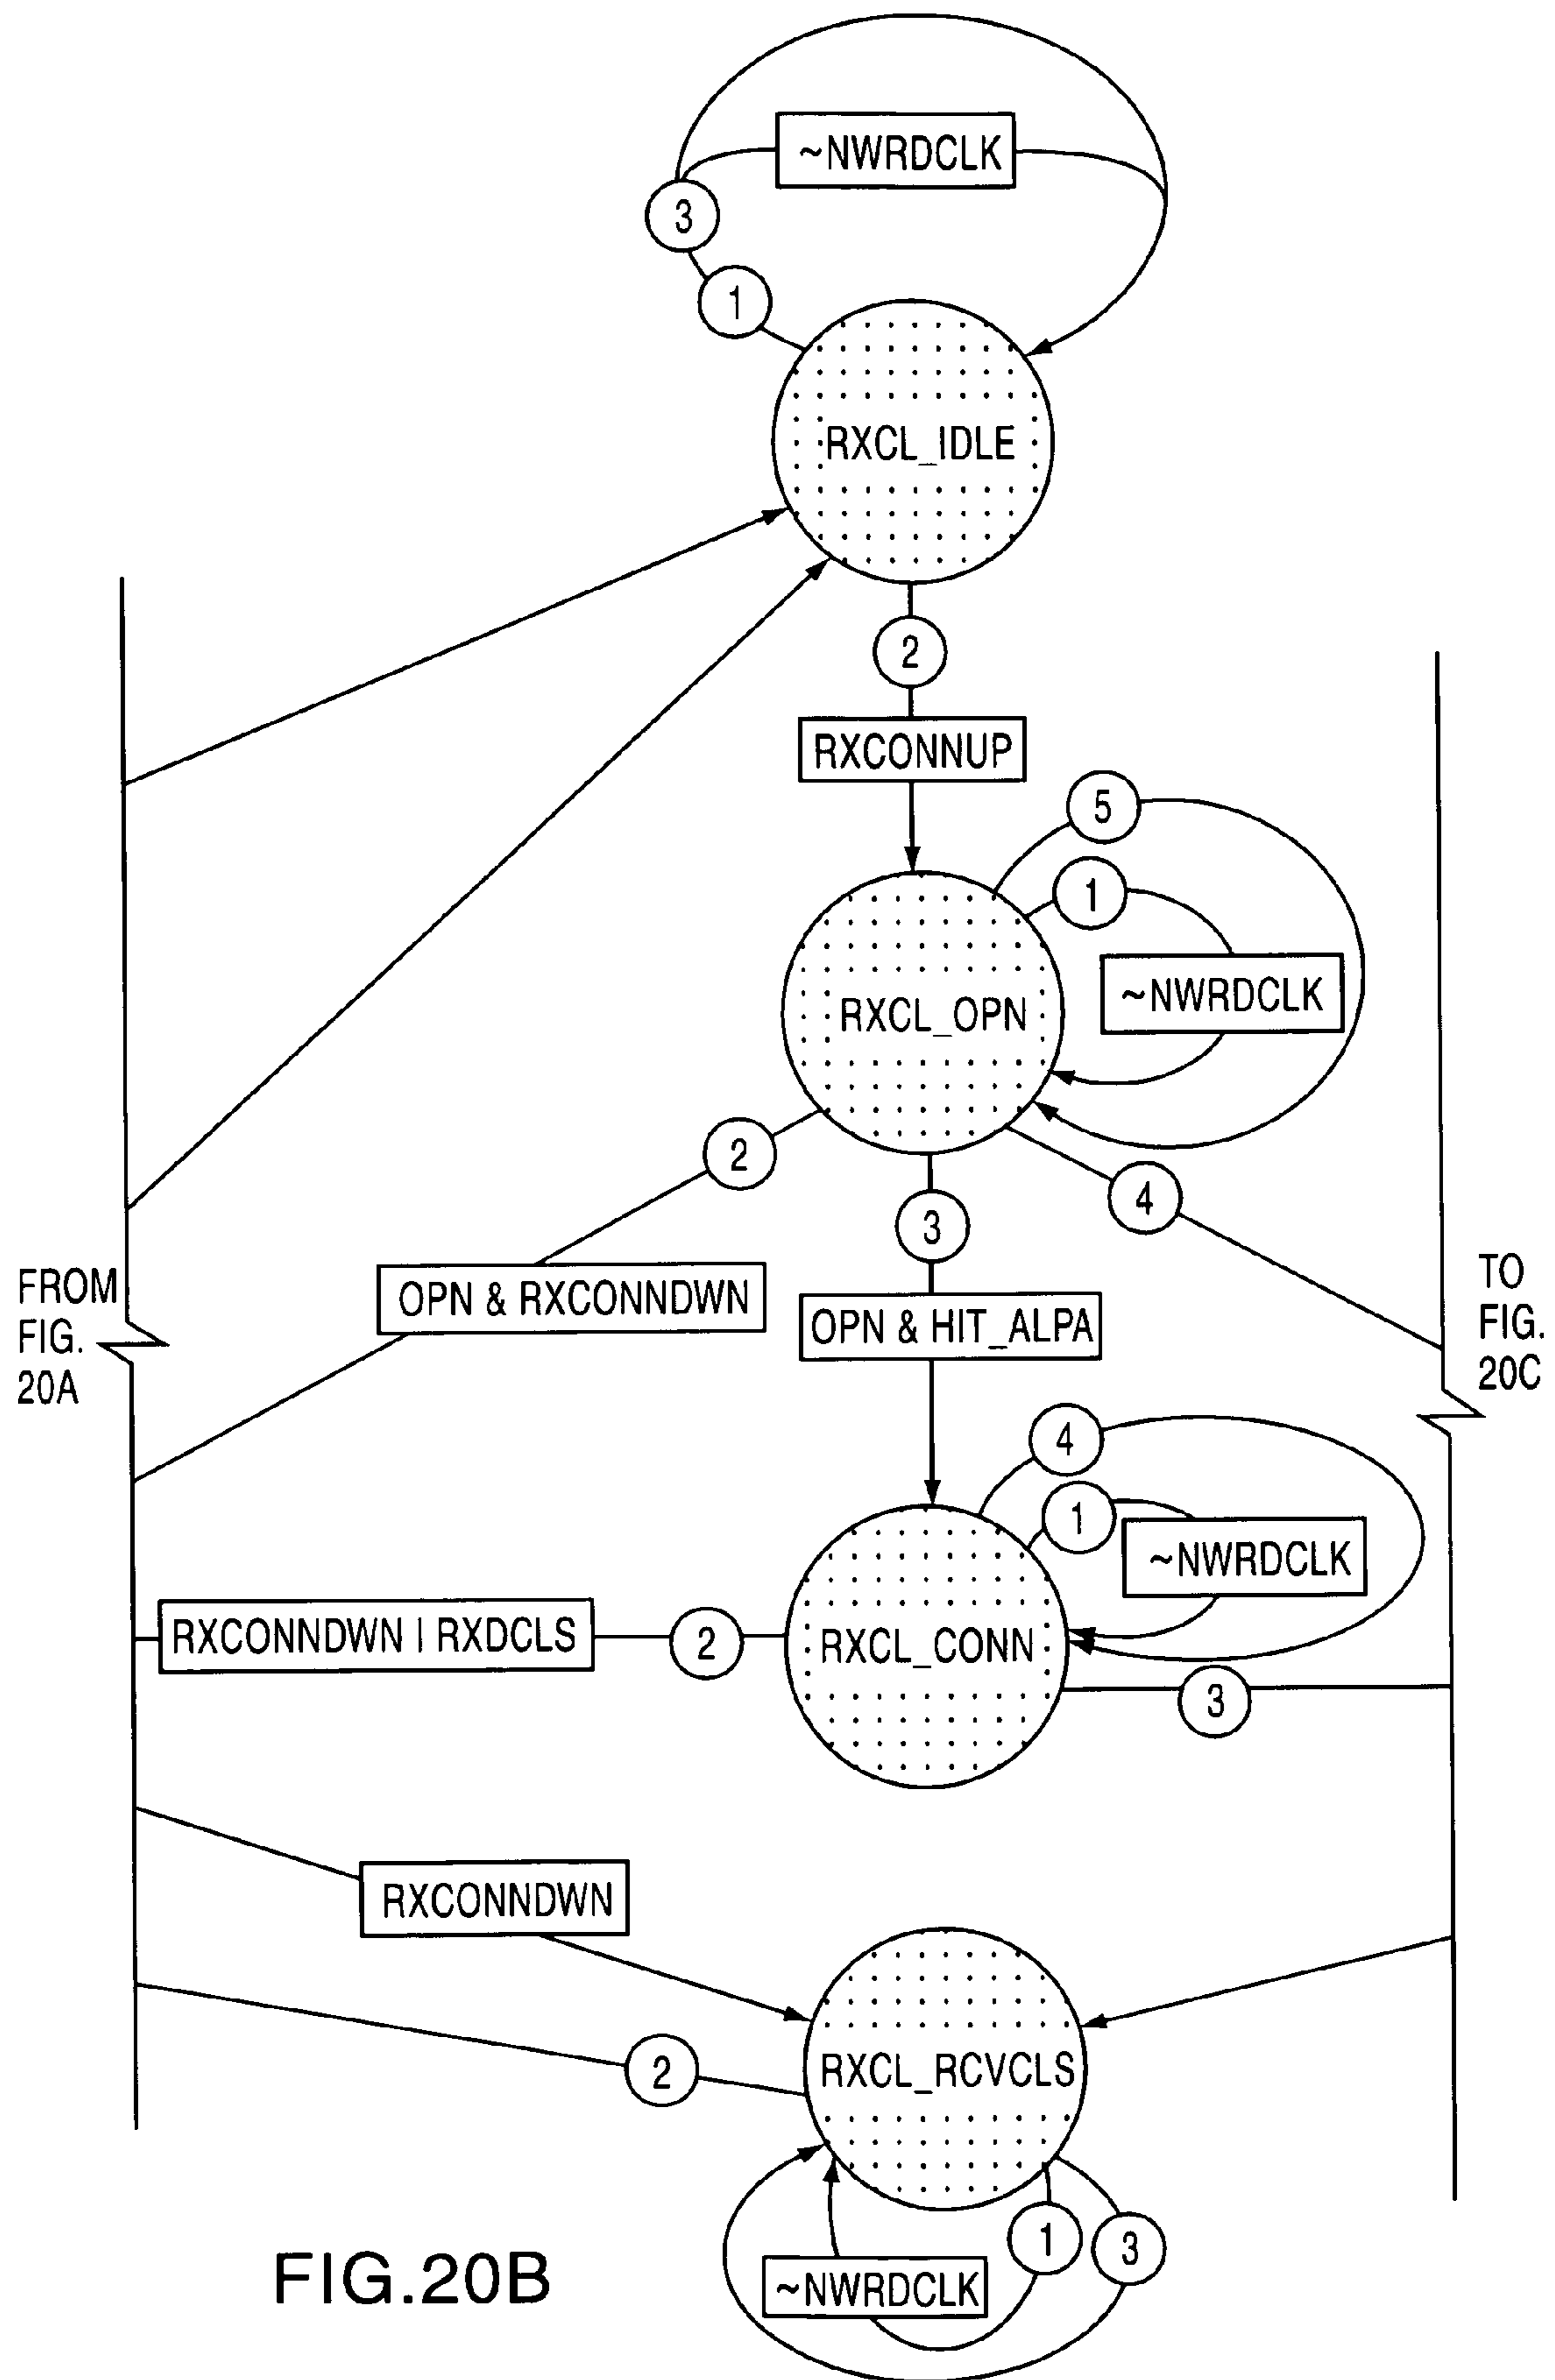 ~NWRDCLK
3
1
RXCL_IDLE
2
RXCONNUP
5
1
~NWRDCLK
RXCL_OPN
2
3
4
OPN & RXCONNDWN
OPN & HIT_ALPA
FROM
FIG.
20A
TO
FIG.
20C
4
1
~NWRDCLK
RXCONNDWN | RXDCLS
2
RXCL_CONN
3
RXCONNDWN
RXCL_RCVCLS
2
1
3
~NWRDCLK
FIG.20B